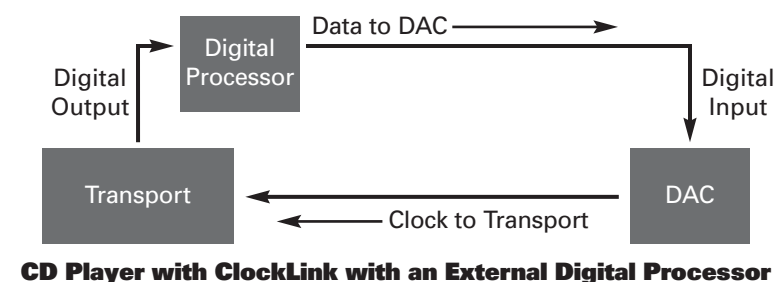 Data to DAC
Digital
Processor
Digital
Output
Digital
Input
Transport
DAC
Clock to Transport
CD Player with ClockLink with an External Digital Processor